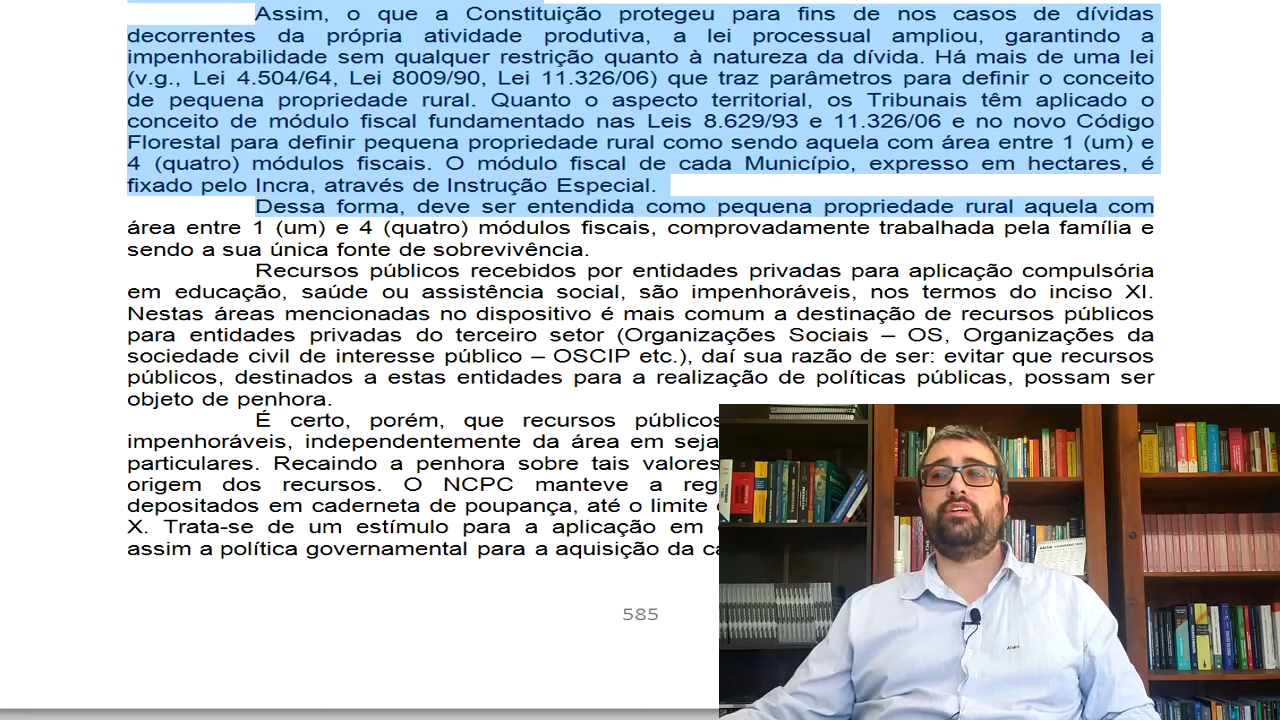 Assim, o que a Constituição protegeu para fins de nos casos de dívidas
decorrentes da própria atividade produtiva, a lei processual ampliou, garantindo a
impenhorabilidade sem qualquer restrição quanto à natureza da dívida. Há mais de uma lei
(v.g., Lei 4.504/64, Lei 8009/90, Lei 11.326/06) que traz parâmetros para definir o conceito
de pequena propriedade rural. Quanto o aspecto territorial, os Tribunais têm aplicado o
conceito de módulo fiscal fundamentado nas Leis 8.629/93 e 11.326/06 e no novo Código
Florestal para definir pequena propriedade rural como sendo aquela com área entre 1 (um) e
4 (quatro) módulos fiscais. O módulo fiscal de cada Município, expresso em hectares, é
fixado pelo Incra, através de Instrução Especial.
Dessa forma, deve ser entendida como pequena propriedade rural aquela com
área entre 1 (um) e 4 (quatro) módulos fiscais, comprovadamente trabalhada pela família e
sendo a sua única fonte de sobrevivência.
Recursos públicos recebidos por entidades privadas para aplicação compulsória
em educação, saúde ou assistência social, são impenhoráveis, nos termos do inciso XI.
Nestas áreas mencionadas no dispositivo é mais comum a destinação de recursos públicos
para entidades privadas do terceiro setor (Organizações Sociais – OS, Organizações da
sociedade civil de interesse público – OSCIP etc.), daí sua razão de ser: evitar que recursos
públicos, destinados a estas entidades para a realização de políticas públicas, possam ser
objeto de penhora.
É certo, porém, que recursos públicos
impenhoráveis, independentemente da área em seja
particulares. Recaindo a penhora sobre tais valores
origem dos recursos. O NCPC manteve a reg
depositados em caderneta de poupança, até o limite
X. Trata-se de um estímulo para a aplicação em
assim a política governamental para a aquisição da ca
585